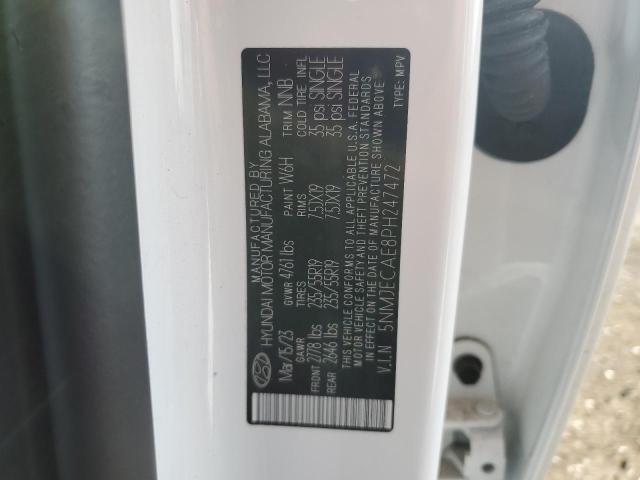 MANUFACTURED BY
HYUNDAI MOTOR MANUFACTURING ALABAMA, LLC
Mar/15/23 GVWR 4761 lbs PAINT W6H TRIM NNB
GAWR TIRES RIMS COLD TIRE INFL
FRONT 2778 lbs 235/55R19 7.5JX19 35 psi SINGLE
REAR 2646 lbs 235/55R19 7.5JX19 35 psi SINGLE
THIS VEHICLE CONFORMS TO ALL APPLICABLE U.S.A. FEDERAL
MOTOR VEHICLE SAFETY AND THEFT PREVENTION STANDARDS
IN EFFECT ON THE DATE OF MANUFACTURE SHOWN ABOVE.
V.I.N 5NMJECAE8PH247472 TYPE: MPV